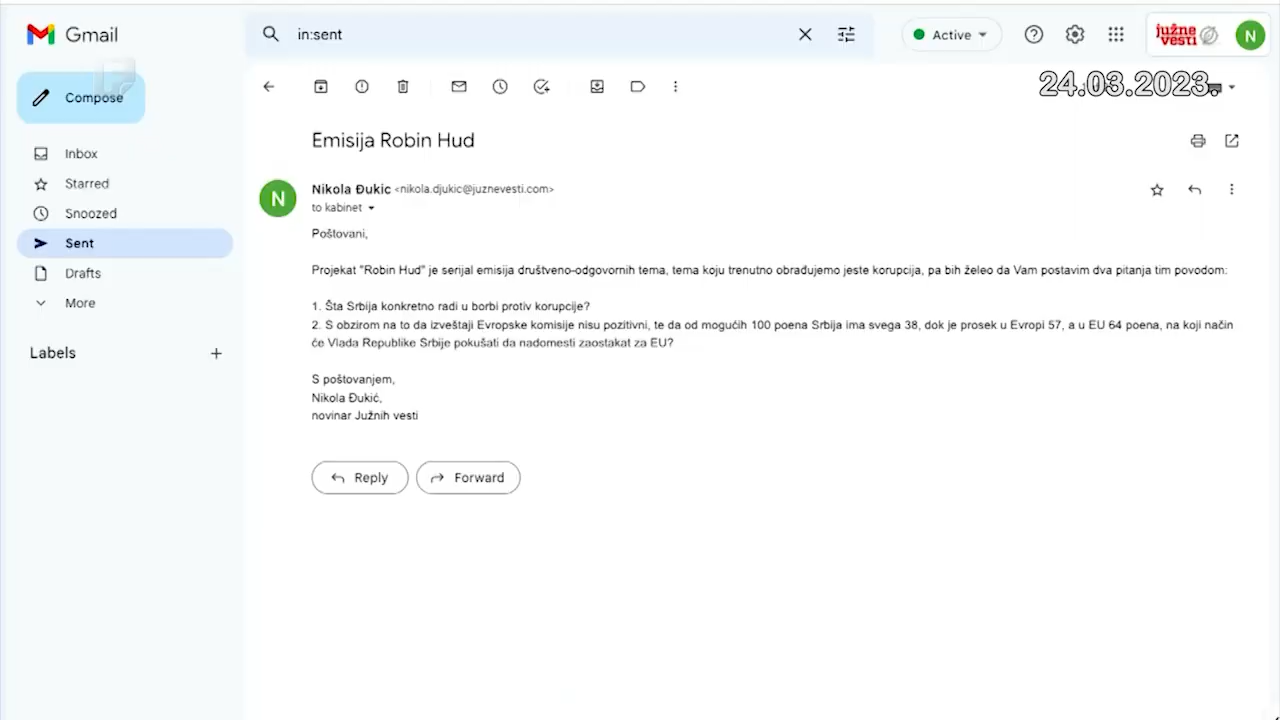 Gmail
in:sent
Active
južne vesti
N
Compose
24.03.2023.
Emisija Robin Hud
Inbox
Starred
Snoozed
Sent
Drafts
More
Labels
N
Nikola Đukic <nikola.djukic@juznevesti.com>
to kabinet
Poštovani,
Projekat "Robin Hud" je serijal emisija društveno-odgovornih tema, tema koju trenutno obrađujemo jeste korupcija, pa bih želeo da Vam postavim dva pitanja tim povodom:
1. Šta Srbija konkretno radi u borbi protiv korupcije?
2. S obzirom na to da izveštaji Evropske komisije nisu pozitivni, te da od mogućih 100 poena Srbija ima svega 38, dok je prosek u Evropi 57, a u EU 64 poena, na koji način
će Vlada Republike Srbije pokušati da nadomesti zaostakat za EU?
S poštovanjem,
Nikola Đukić,
novinar Južnih vesti
Reply
Forward